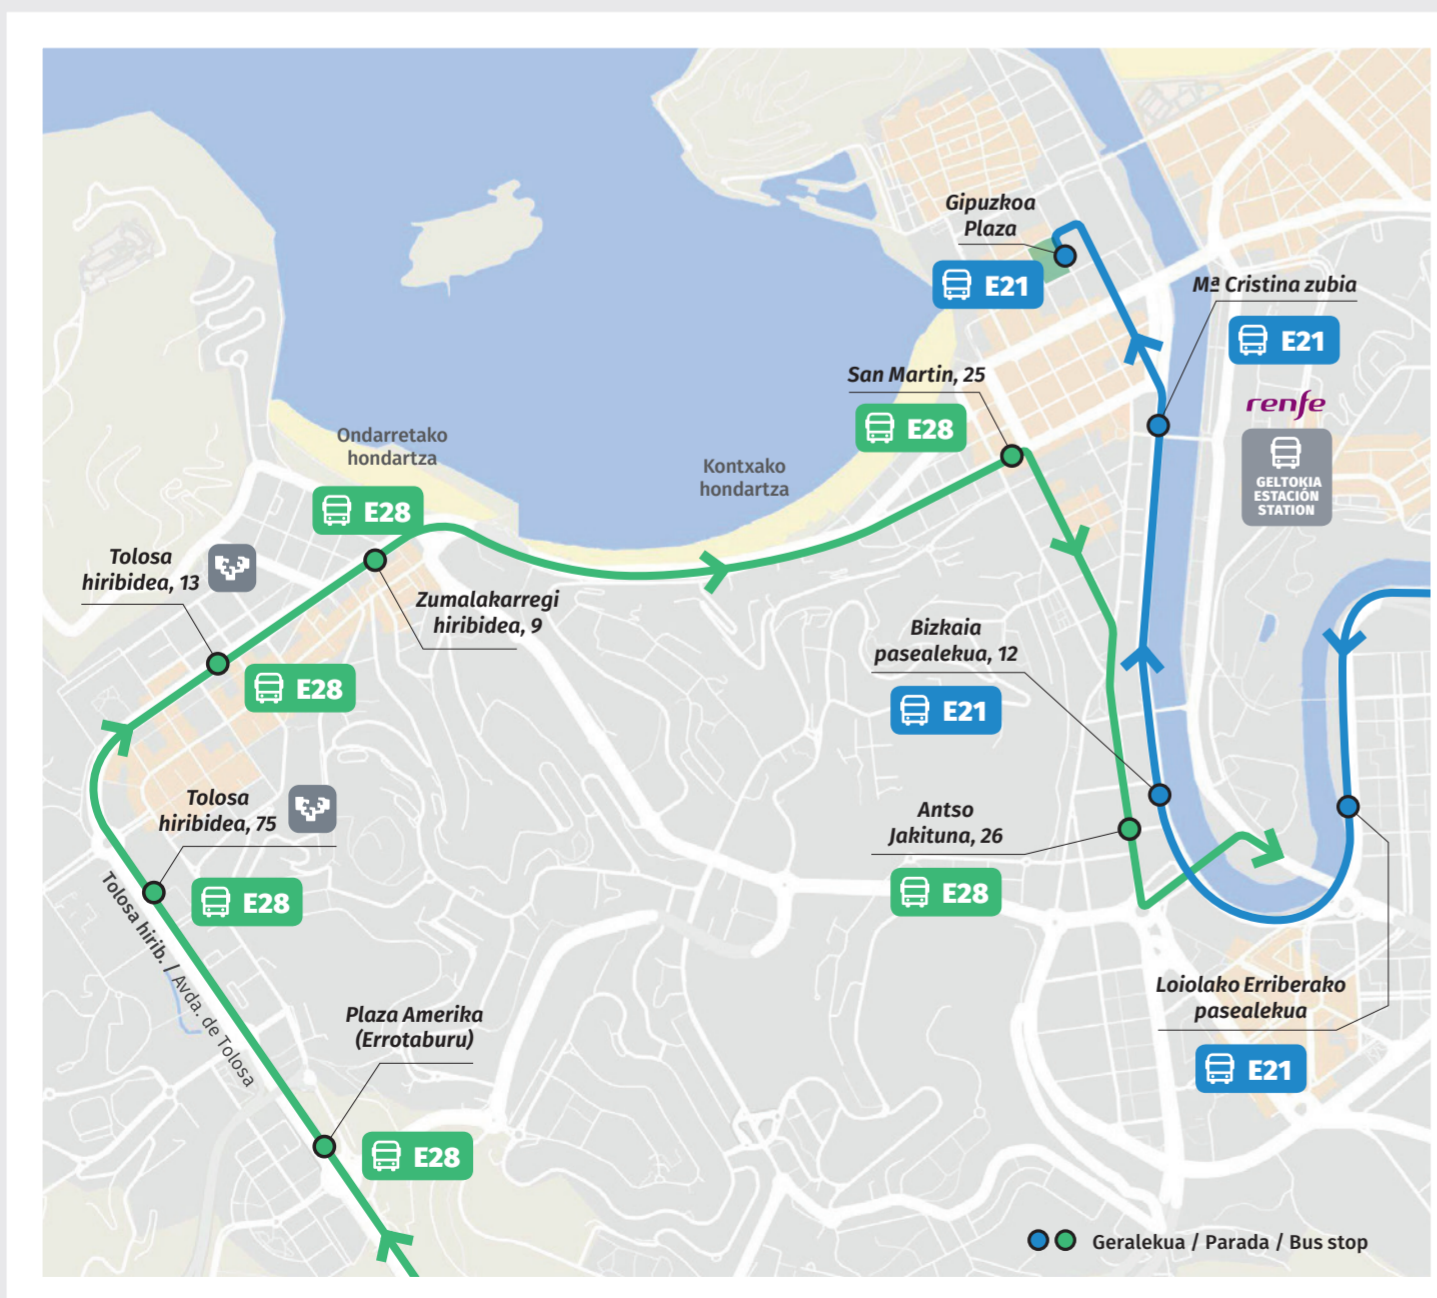 Gipuzkoa
Plaza
E21
Mª Cristina zubia
E21
renfe
GELTOKIA
ESTACIÓN
STATION
San Martin, 25
E28
Ondarretako
hondartza
Kontxako
hondartza
E28
Tolosa
hiribidea, 13
Zumalakarregi
hiribidea, 9
E28
Bizkaia
pasealekua, 12
E21
Tolosa
hiribidea, 75
E28
Antso
Jakituna, 26
E28
Tolosa hirib. / Avda. de Tolosa
Plaza Amerika
(Errotaburu)
E28
Loiolako Erriberako
pasealekua
E21
Geralekua / Parada / Bus stop